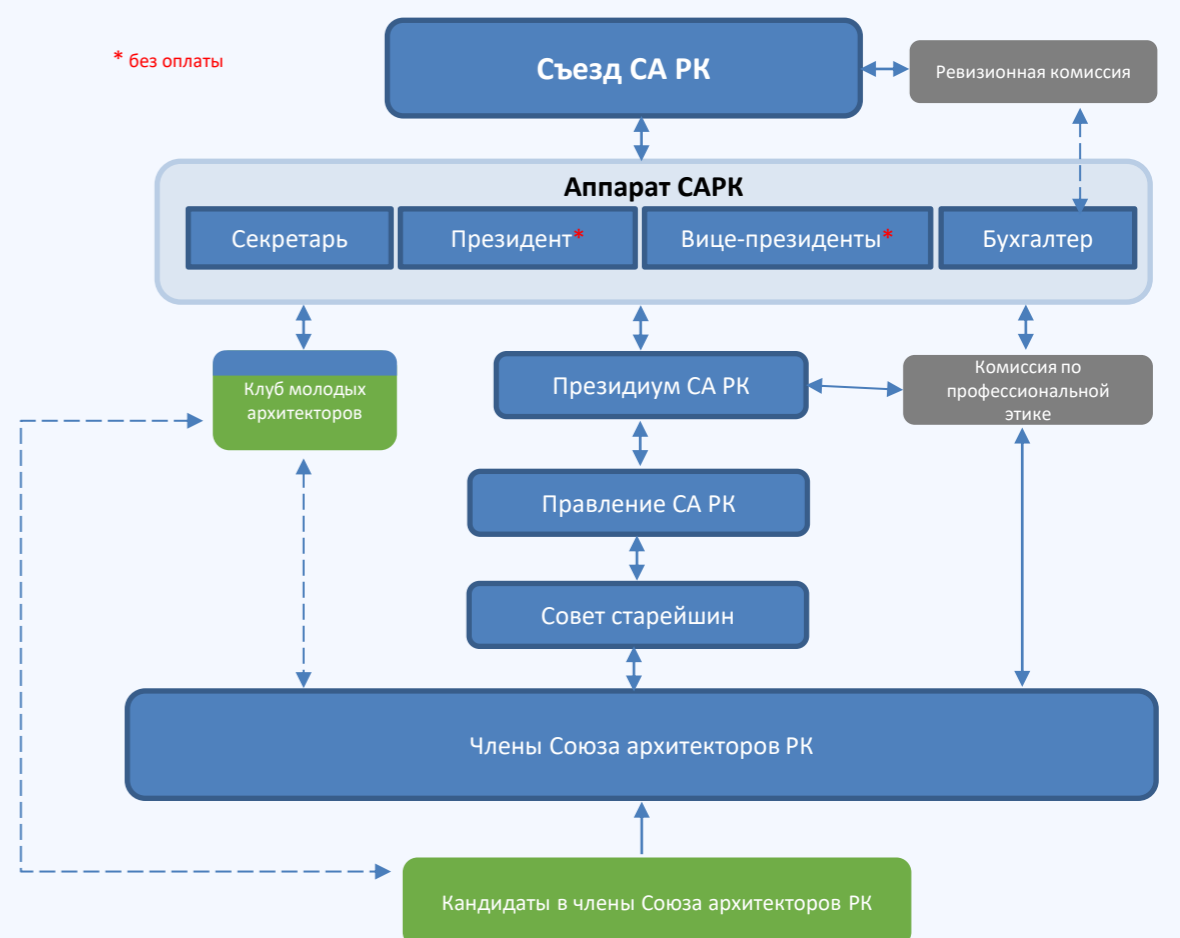 * без оплаты
Съезд СА РК
Ревизионная комиссия
Аппарат САРК
Секретарь
Президент*
Вице-президенты*
Бухгалтер
Клуб молодых
архитекторов
Президиум СА РК
Комиссия по
профессиональной
этике
Правление СА РК
Совет старейшин
Члены Союза архитекторов РК
Кандидаты в члены Союза архитекторов РК